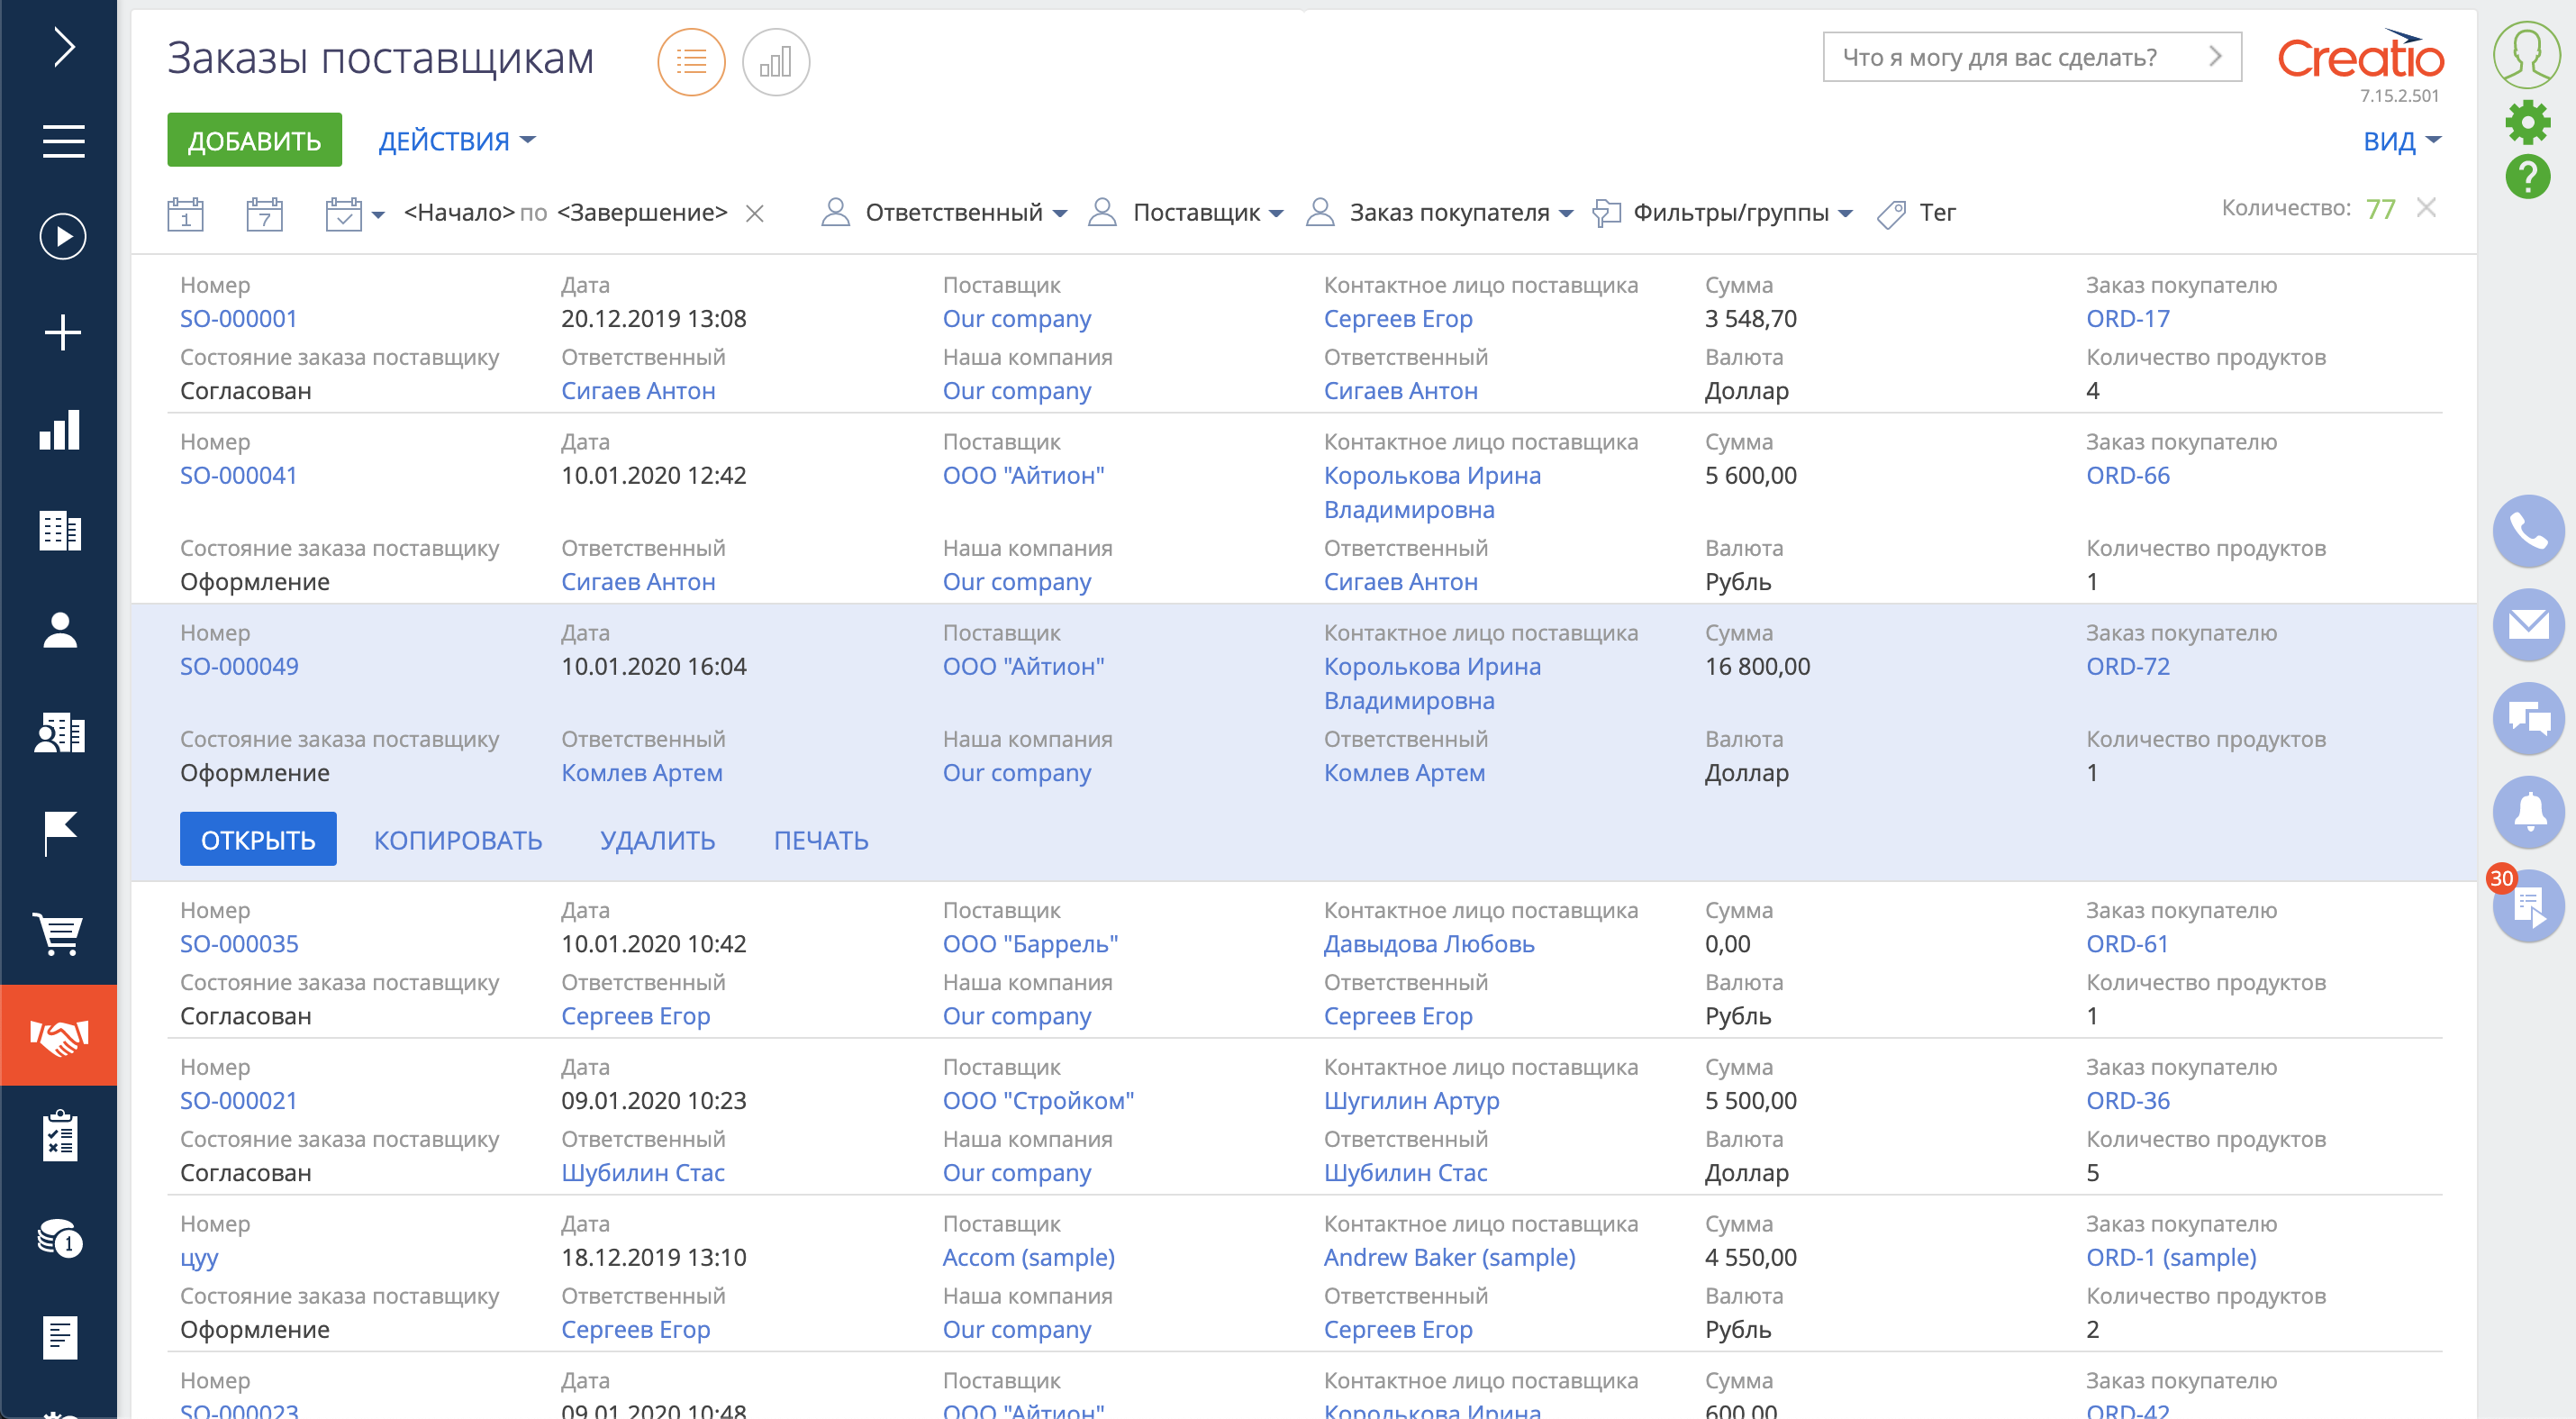 Заказы поставщикам
Что я могу для вас сделать?
Creatio
7.15.2.501
ДОБАВИТЬ ДЕЙСТВИЯ ВИД
1 7 <Начало> по <Завершение> Ответственный Поставщик Заказ покупателя Фильтры/группы Тег Количество: 77
Номер Дата Поставщик Контактное лицо поставщика Сумма Заказ покупателю
SO-000001 20.12.2019 13:08 Our company Сергеев Егор 3 548,70 ORD-17
Состояние заказа поставщику Ответственный Наша компания Ответственный Валюта Количество продуктов
Согласован Сигаев Антон Our company Сигаев Антон Доллар 4
Номер Дата Поставщик Контактное лицо поставщика Сумма Заказ покупателю
SO-000041 10.01.2020 12:42 ООО "Айтион" Королькова Ирина 5 600,00 ORD-66
Владимировна
Состояние заказа поставщику Ответственный Наша компания Ответственный Валюта Количество продуктов
Оформление Сигаев Антон Our company Сигаев Антон Рубль 1
Номер Дата Поставщик Контактное лицо поставщика Сумма Заказ покупателю
SO-000049 10.01.2020 16:04 ООО "Айтион" Королькова Ирина 16 800,00 ORD-72
Владимировна
Состояние заказа поставщику Ответственный Наша компания Ответственный Валюта Количество продуктов
Оформление Комлев Артем Our company Комлев Артем Доллар 1
ОТКРЫТЬ КОПИРОВАТЬ УДАЛИТЬ ПЕЧАТЬ
30
Номер Дата Поставщик Контактное лицо поставщика Сумма Заказ покупателю
SO-000035 10.01.2020 10:42 ООО "Баррель" Давыдова Любовь 0,00 ORD-61
Состояние заказа поставщику Ответственный Наша компания Ответственный Валюта Количество продуктов
Согласован Сергеев Егор Our company Сергеев Егор Рубль 1
Номер Дата Поставщик Контактное лицо поставщика Сумма Заказ покупателю
SO-000021 09.01.2020 10:23 ООО "Стройком" Шугилин Артур 5 500,00 ORD-36
Состояние заказа поставщику Ответственный Наша компания Ответственный Валюта Количество продуктов
Согласован Шубилин Стас Our company Шубилин Стас Доллар 5
Номер Дата Поставщик Контактное лицо поставщика Сумма Заказ покупателю
цуу 18.12.2019 13:10 Accom (sample) Andrew Baker (sample) 4 550,00 ORD-1 (sample)
Состояние заказа поставщику Ответственный Наша компания Ответственный Валюта Количество продуктов
Оформление Сергеев Егор Our company Сергеев Егор Рубль 2
1
Номер Дата Поставщик Контактное лицо поставщика Сумма Заказ покупателю
SO-000023 09.01.2020 10:48 ООО "Айтион" Королькова Ирина 600,00 ORD-42